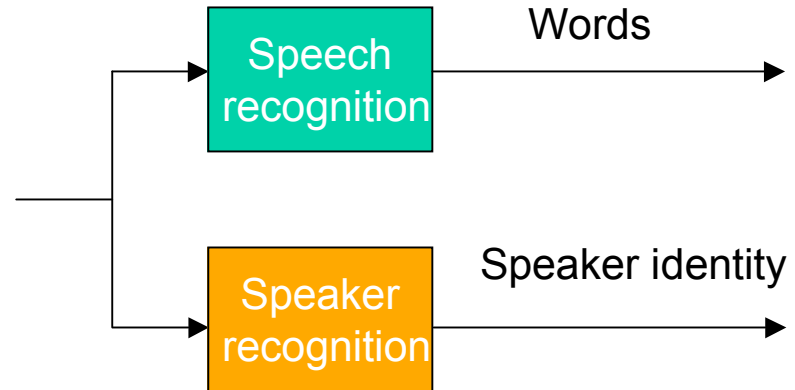 Words
Speech
recognition
Speaker identity
Speaker
recognition